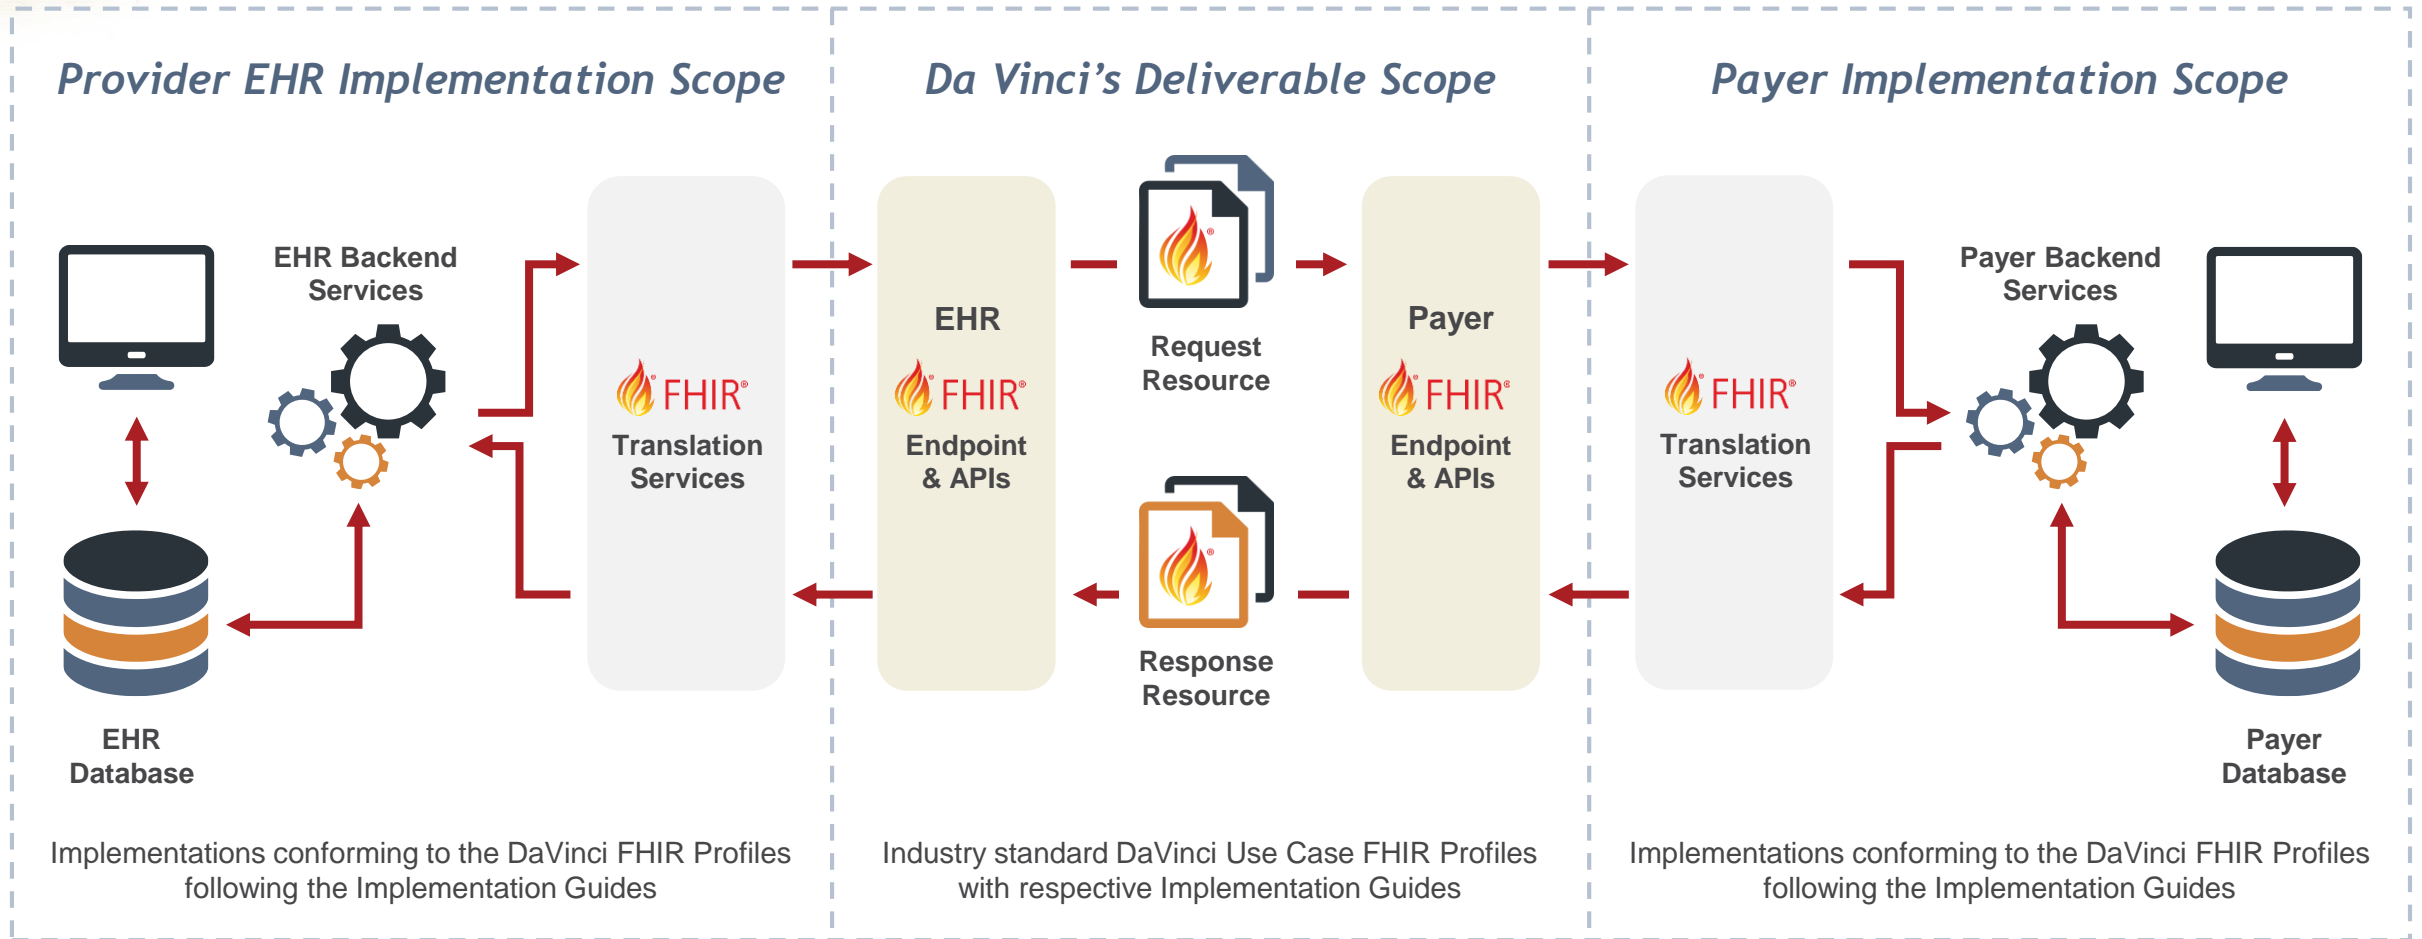 Provider EHR Implementation Scope
EHR Backend
Services
FHIR®
Translation
Services
EHR
Database
Implementations conforming to the DaVinci FHIR Profiles
following the Implementation Guides
Da Vinci’s Deliverable Scope
EHR
FHIR®
Endpoint
& APIs
Request
Resource
Response
Resource
Payer
FHIR®
Endpoint
& APIs
Industry standard DaVinci Use Case FHIR Profiles
with respective Implementation Guides
Payer Implementation Scope
FHIR®
Translation
Services
Payer Backend
Services
Payer
Database
Implementations conforming to the DaVinci FHIR Profiles
following the Implementation Guides